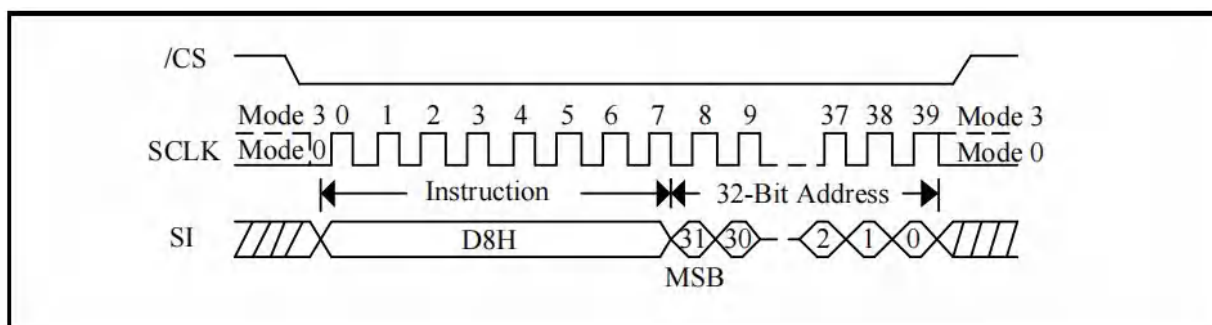 /CS
Mode 3 0 1 2 3 4 5 6 7 8 9 37 38 39 Mode 3
SCLK Mode 0 Mode 0
Instruction 32-Bit Address
SI D8H 31 30 2 1 0
MSB